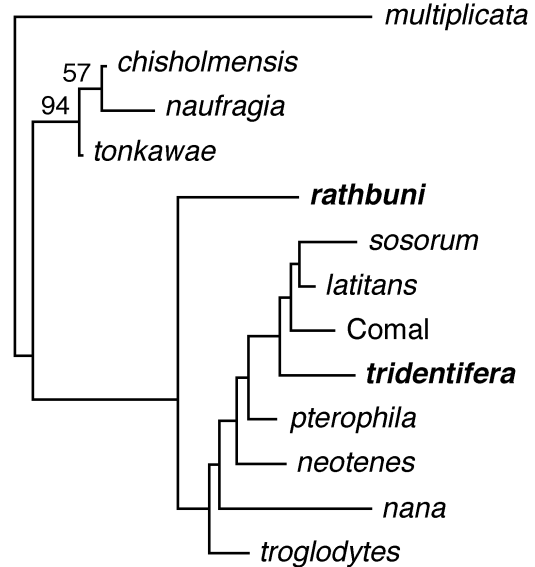 multiplicata
57 chisholmensis
94 naufragia
tonkawae
rathbuni
sosorum
latitans
Comal
tridentifera
pterophila
neotenes
nana
troglodytes